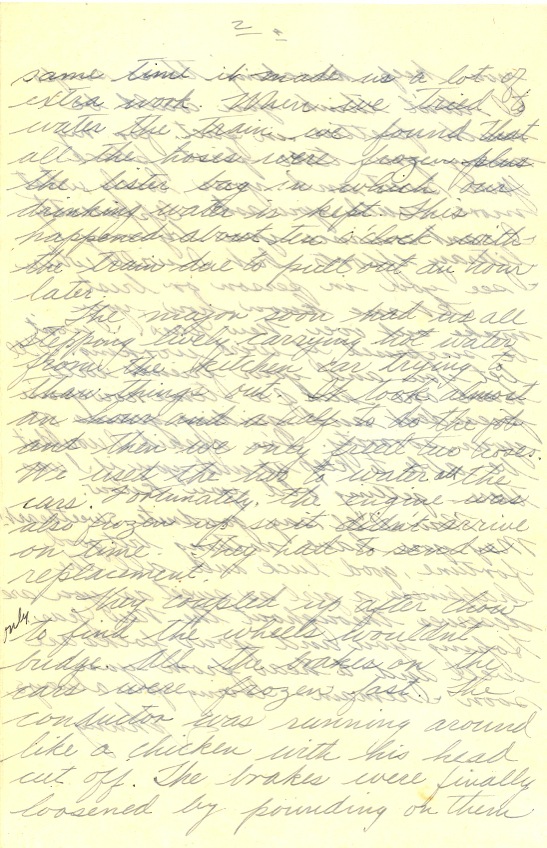 2.
same time it made us a lot of
extra work. When we tried to
water the train we found that
all the hoses were frozen plus
the lister bag in which our
drinking water is kept. This
happened about ten o'clock with
the train due to pull out an hour
later.
The major soon had us all
stepping lively carrying hot water
from the kitchen car trying to
thaw things out. It took almost
an hour and a half to do the job
and then we only freed two hoses.
We used the two to water all the
cars. Fortunately, the engine was
also frozen up so it didn't arrive
on time. They had to send a
replacement.
They coupled up after chow
only to find the wheels wouldn't
budge. All the brakes on the
cars were frozen fast. The
conductor was running around
like a chicken with his head
cut off. The brakes were finally
loosened by pounding on them